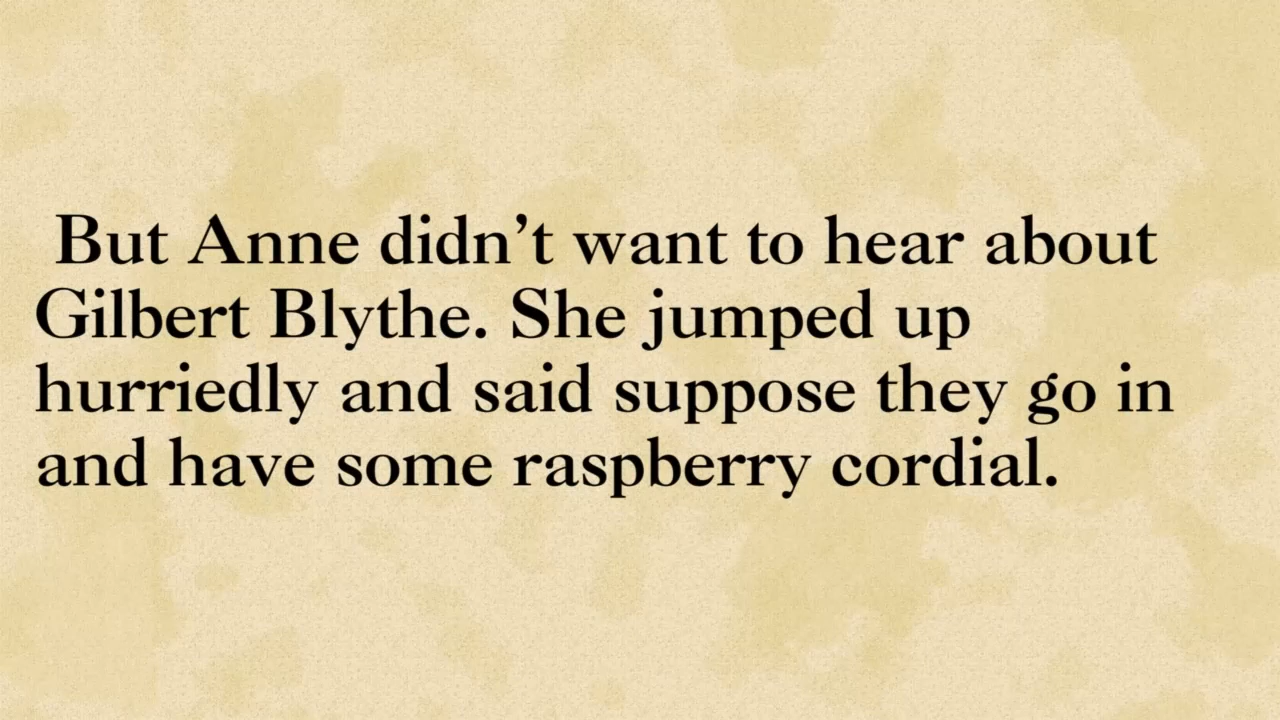 But Anne didn’t want to hear about
Gilbert Blythe. She jumped up
hurriedly and said suppose they go in
and have some raspberry cordial.